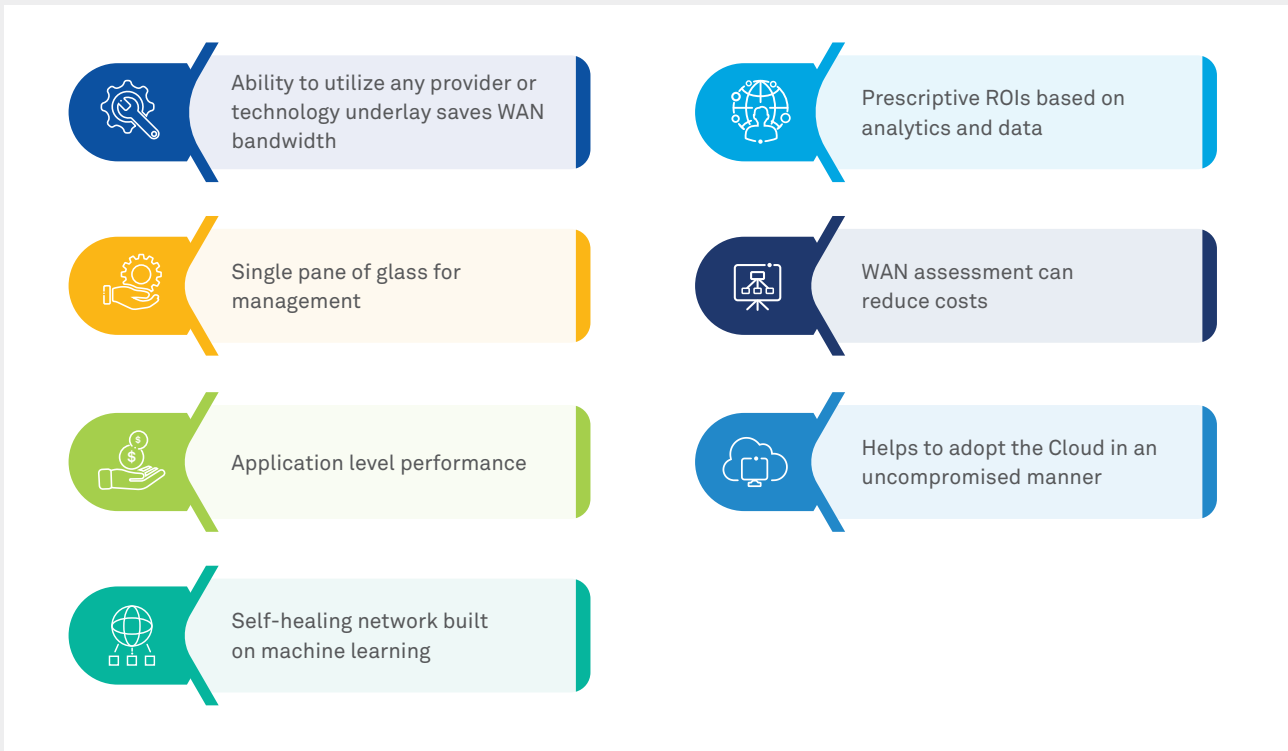 Ability to utilize any provider or
technology underlay saves WAN
bandwidth
Single pane of glass for
management
Application level performance
Self-healing network built
on machine learning
Prescriptive ROIs based on
analytics and data
WAN assessment can
reduce costs
Helps to adopt the Cloud in an
uncompromised manner